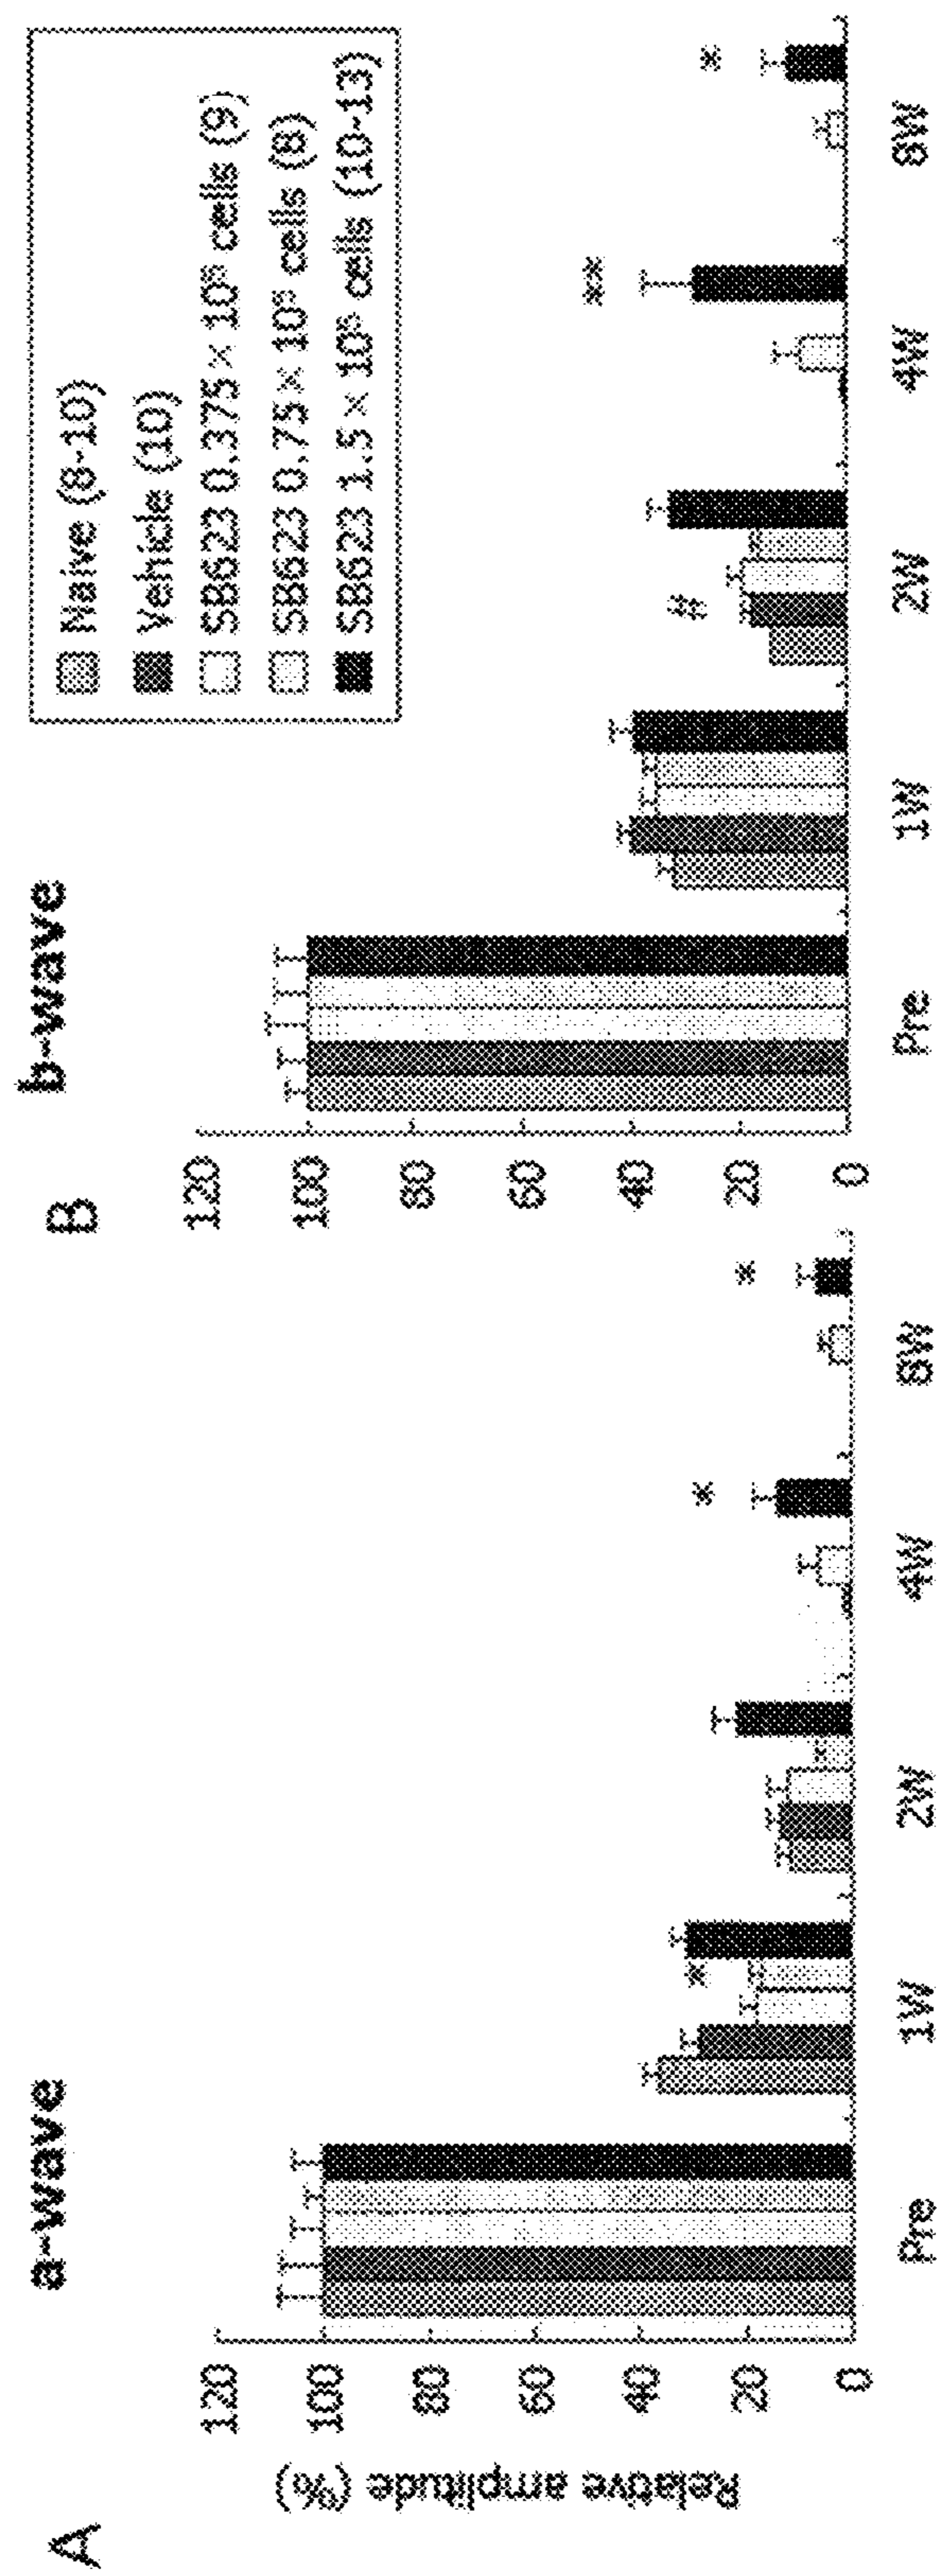 A
a-wave
Relative amplitude (%)
120
100
80
60
40
20
0
*
*
*
Pre
1W
2W
4W
8W
B
b-wave
Naive (8-10)
Vehicle (10)
SB623 0.375× 10⁵ cells (9)
SB623 0.75× 10⁵ cells (8)
SB623 1.5× 10⁵ cells (10-13)
120
100
80
60
40
20
0
#
**
*
Pre
1W
2W
4W
8W